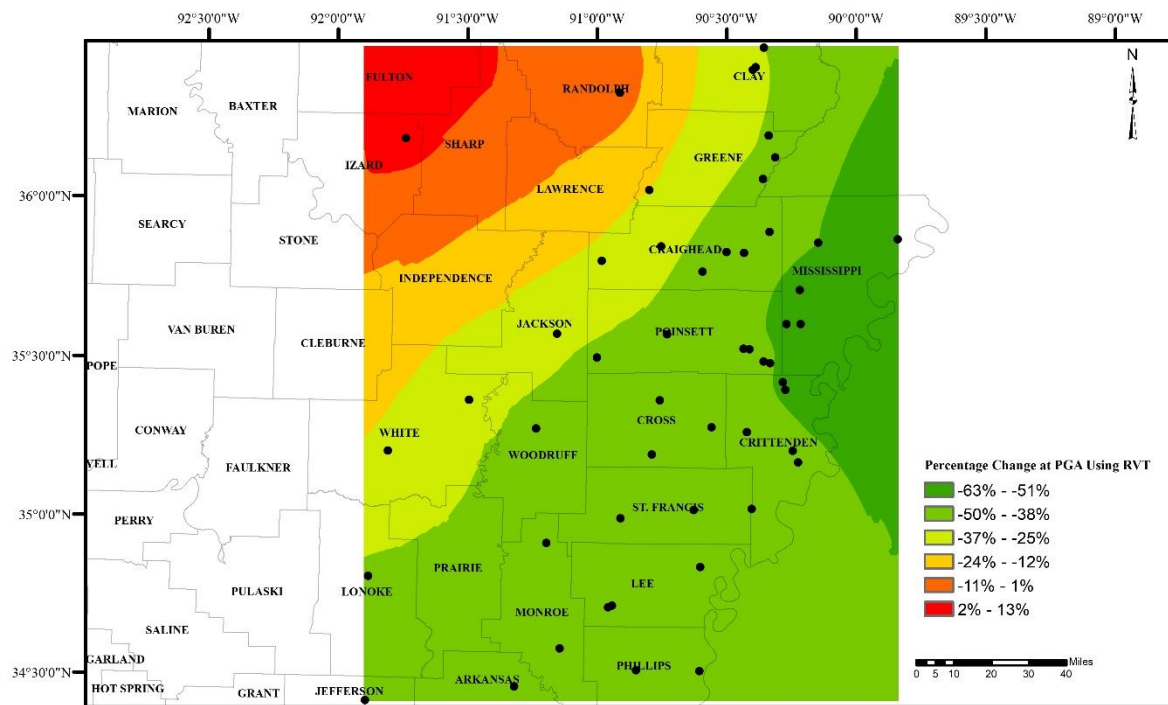 92°30'0"W 92°0'0"W 91°30'0"W 91°0'0"W 90°30'0"W 90°0'0"W 89°30'0"W 89°0'0"W
N
FULTON
CLAY
RANDOLPH
BAXTER
MARION
SHARP
IZARD
GREENE
LAWRENCE
36°0'0"N
SEARCY
STONE
CRAIGHEAD
MISSISSIPPI
INDEPENDENCE
JACKSON
VAN BUREN
POINSETT
CLEBURNE
35°30'0"N
POPE
CROSS
CONWAY
WHITE
CRITTENDEN
WOODRUFF
YELL
FAULKNER
Percentage Change at PGA Using RVT
-63% - -51%
-50% - -38%
-37% - -25%
-24% - -12%
-11% - 1%
2% - 13%
ST. FRANCIS
35°0'0"N
PERRY
PRAIRIE
LEE
PULASKI
LONOKE
MONROE
SALINE
GARLAND
PHILLIPS
34°30'0"N
ARKANSAS
HOT SPRING
GRANT
JEFFERSON
Miles
0 5 10 20 30 40